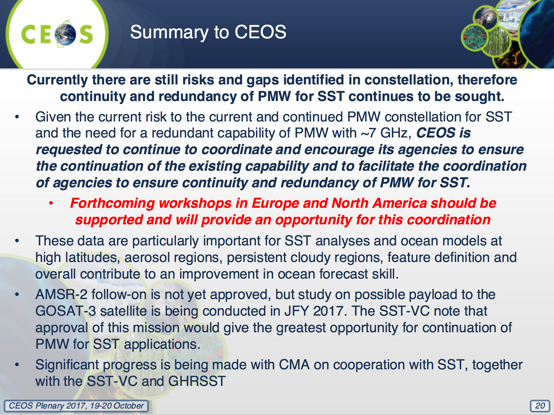 CEOS
Summary to CEOS
Currently there are still risks and gaps identified in constellation, therefore
continuity and redundancy of PMW for SST continues to be sought.
• Given the current risk to the current and continued PMW constellation for SST
and the need for a redundant capability of PMW with ~7 GHz, CEOS is
requested to continue to coordinate and encourage its agencies to ensure
the continuation of the existing capability and to facilitate the coordination
of agencies to ensure continuity and redundancy of PMW for SST.
• Forthcoming workshops in Europe and North America should be
supported and will provide an opportunity for this coordination
• These data are particularly important for SST analyses and ocean models at
high latitudes, aerosol regions, persistent cloudy regions, feature definition and
overall contribute to an improvement in ocean forecast skill.
• AMSR-2 follow-on is not yet approved, but study on possible payload to the
GOSAT-3 satellite is being conducted in JFY 2017. The SST-VC note that
approval of this mission would give the greatest opportunity for continuation of
PMW for SST applications.
• Significant progress is being made with CMA on cooperation with SST, together
with the SST-VC and GHRSST
CEOS Plenary 2017, 19-20 October
20